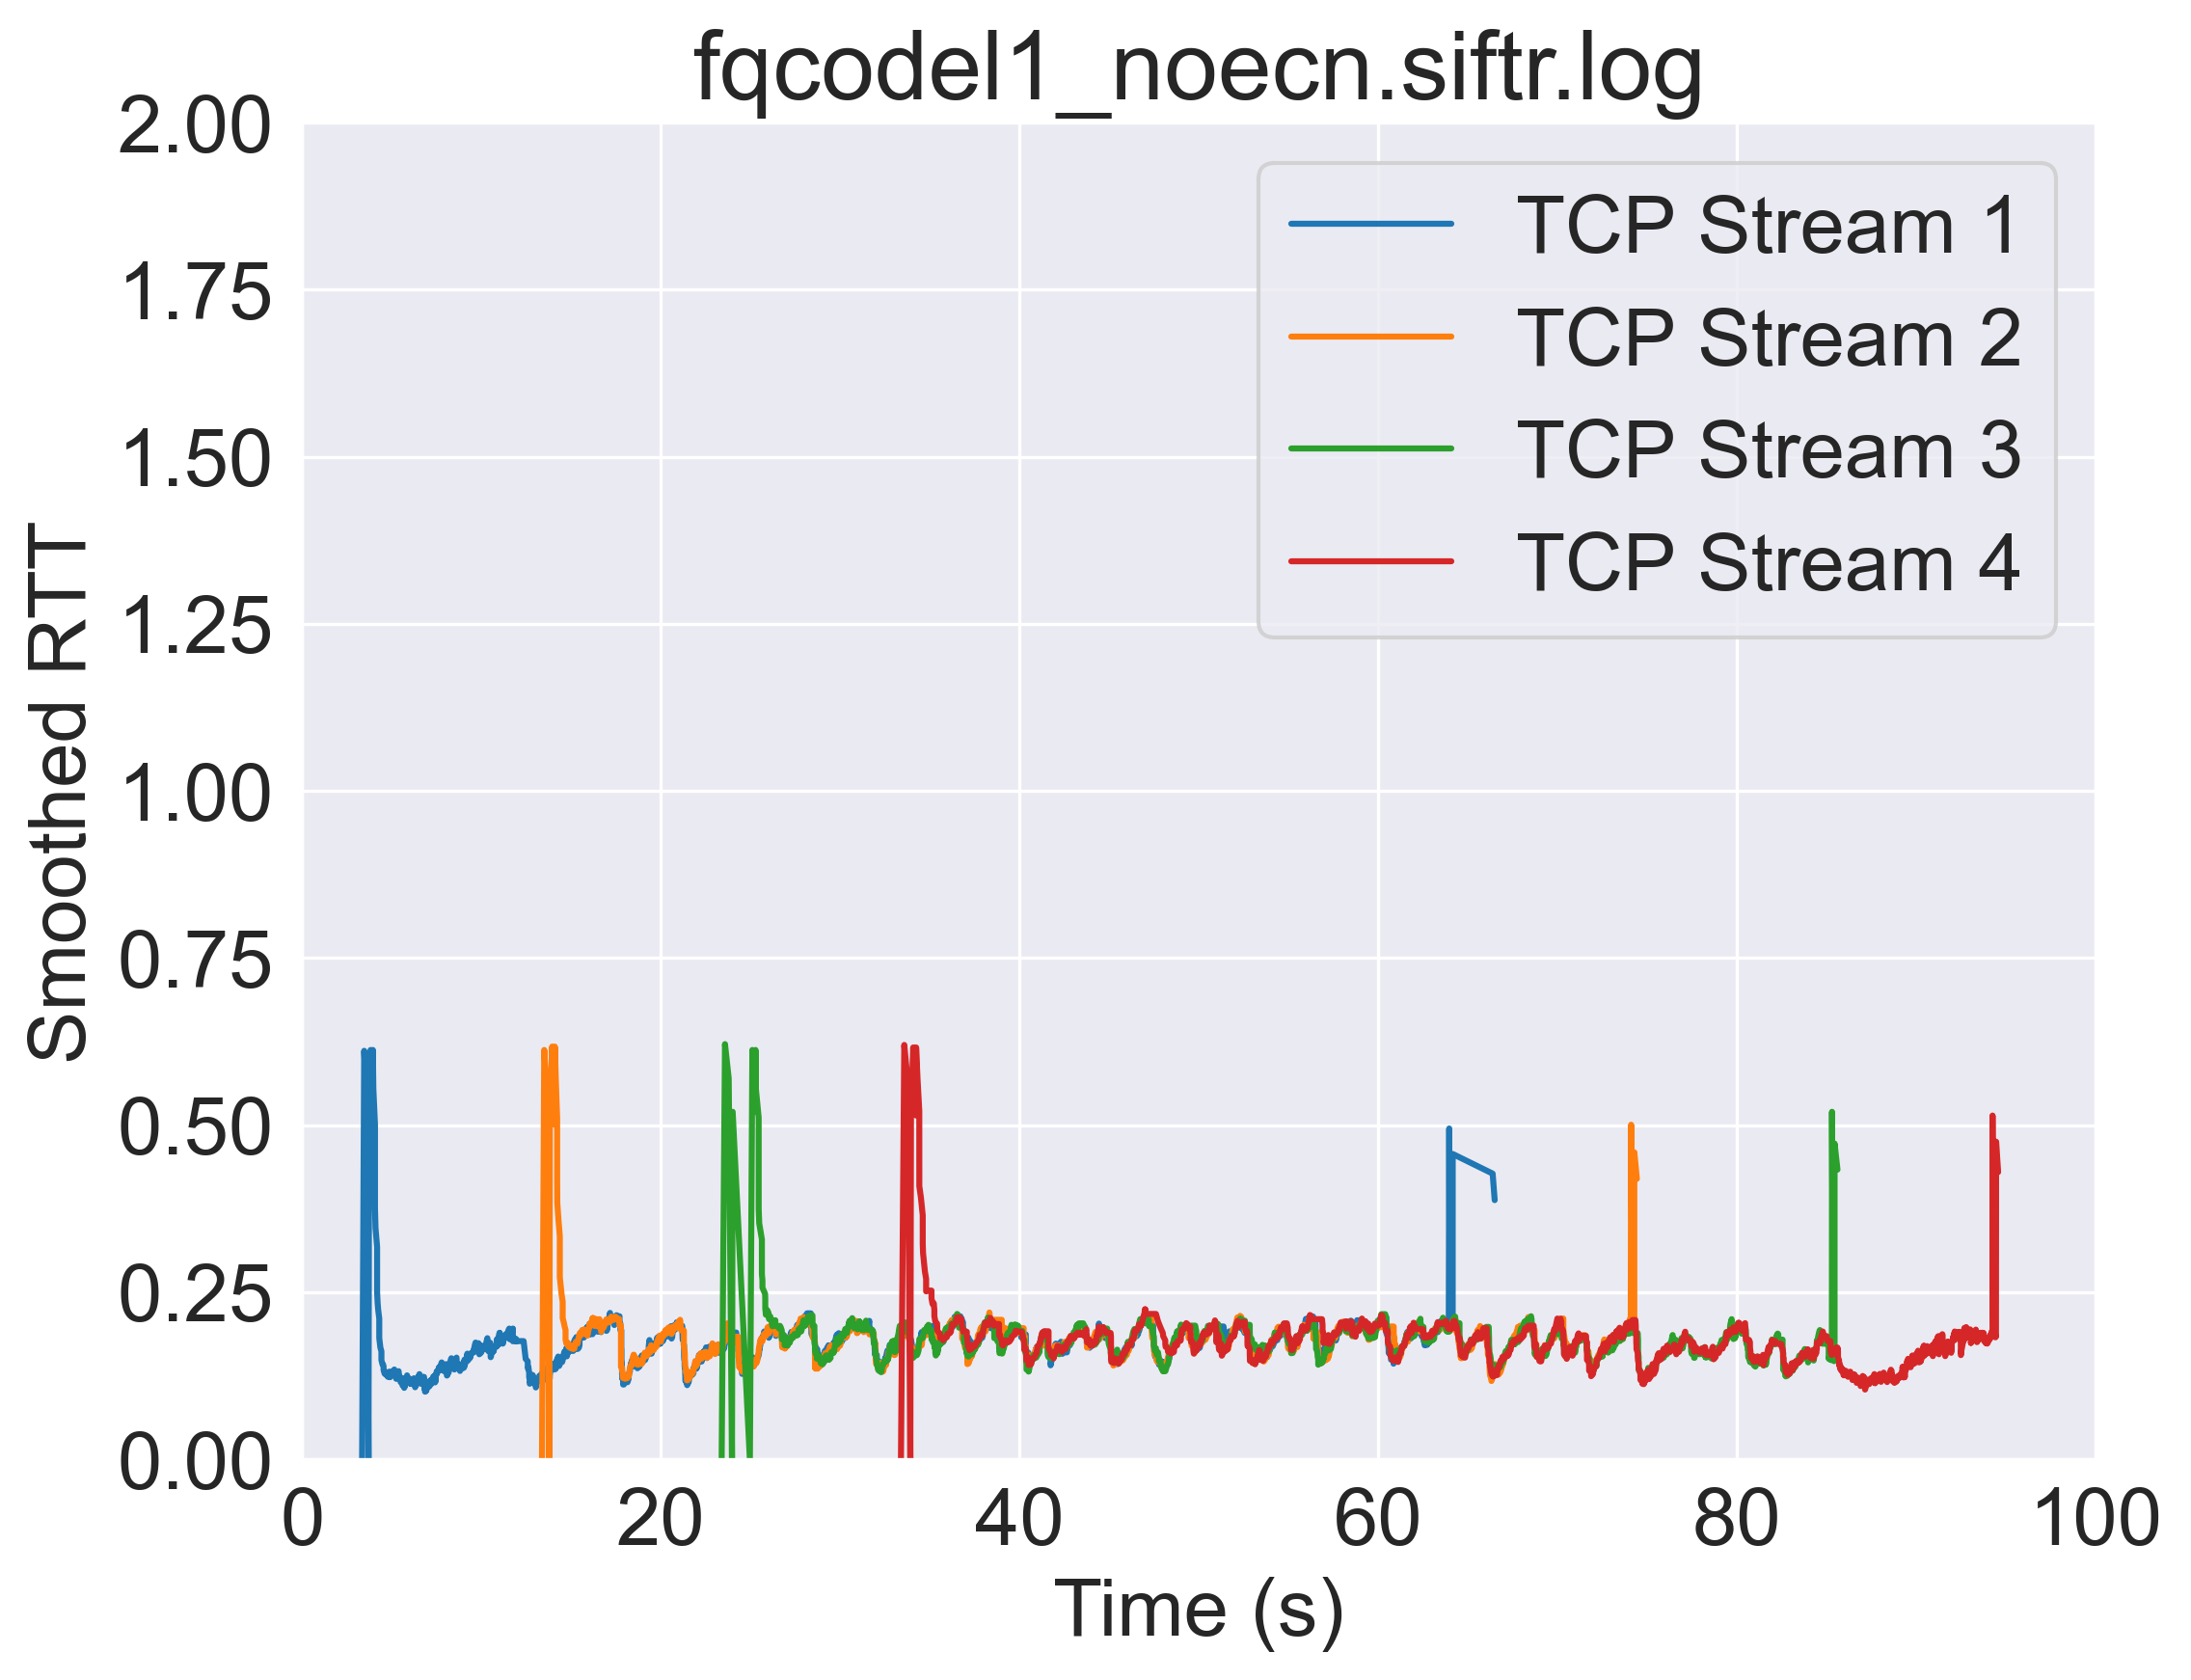 fqcodel1_noecn.siftr.log
2.00
1.75
1.50
1.25
1.00
0.75
0.50
0.25
0.00
Smoothed RTT
TCP Stream 1
TCP Stream 2
TCP Stream 3
TCP Stream 4
0 20 40 60 80 100
Time (s)